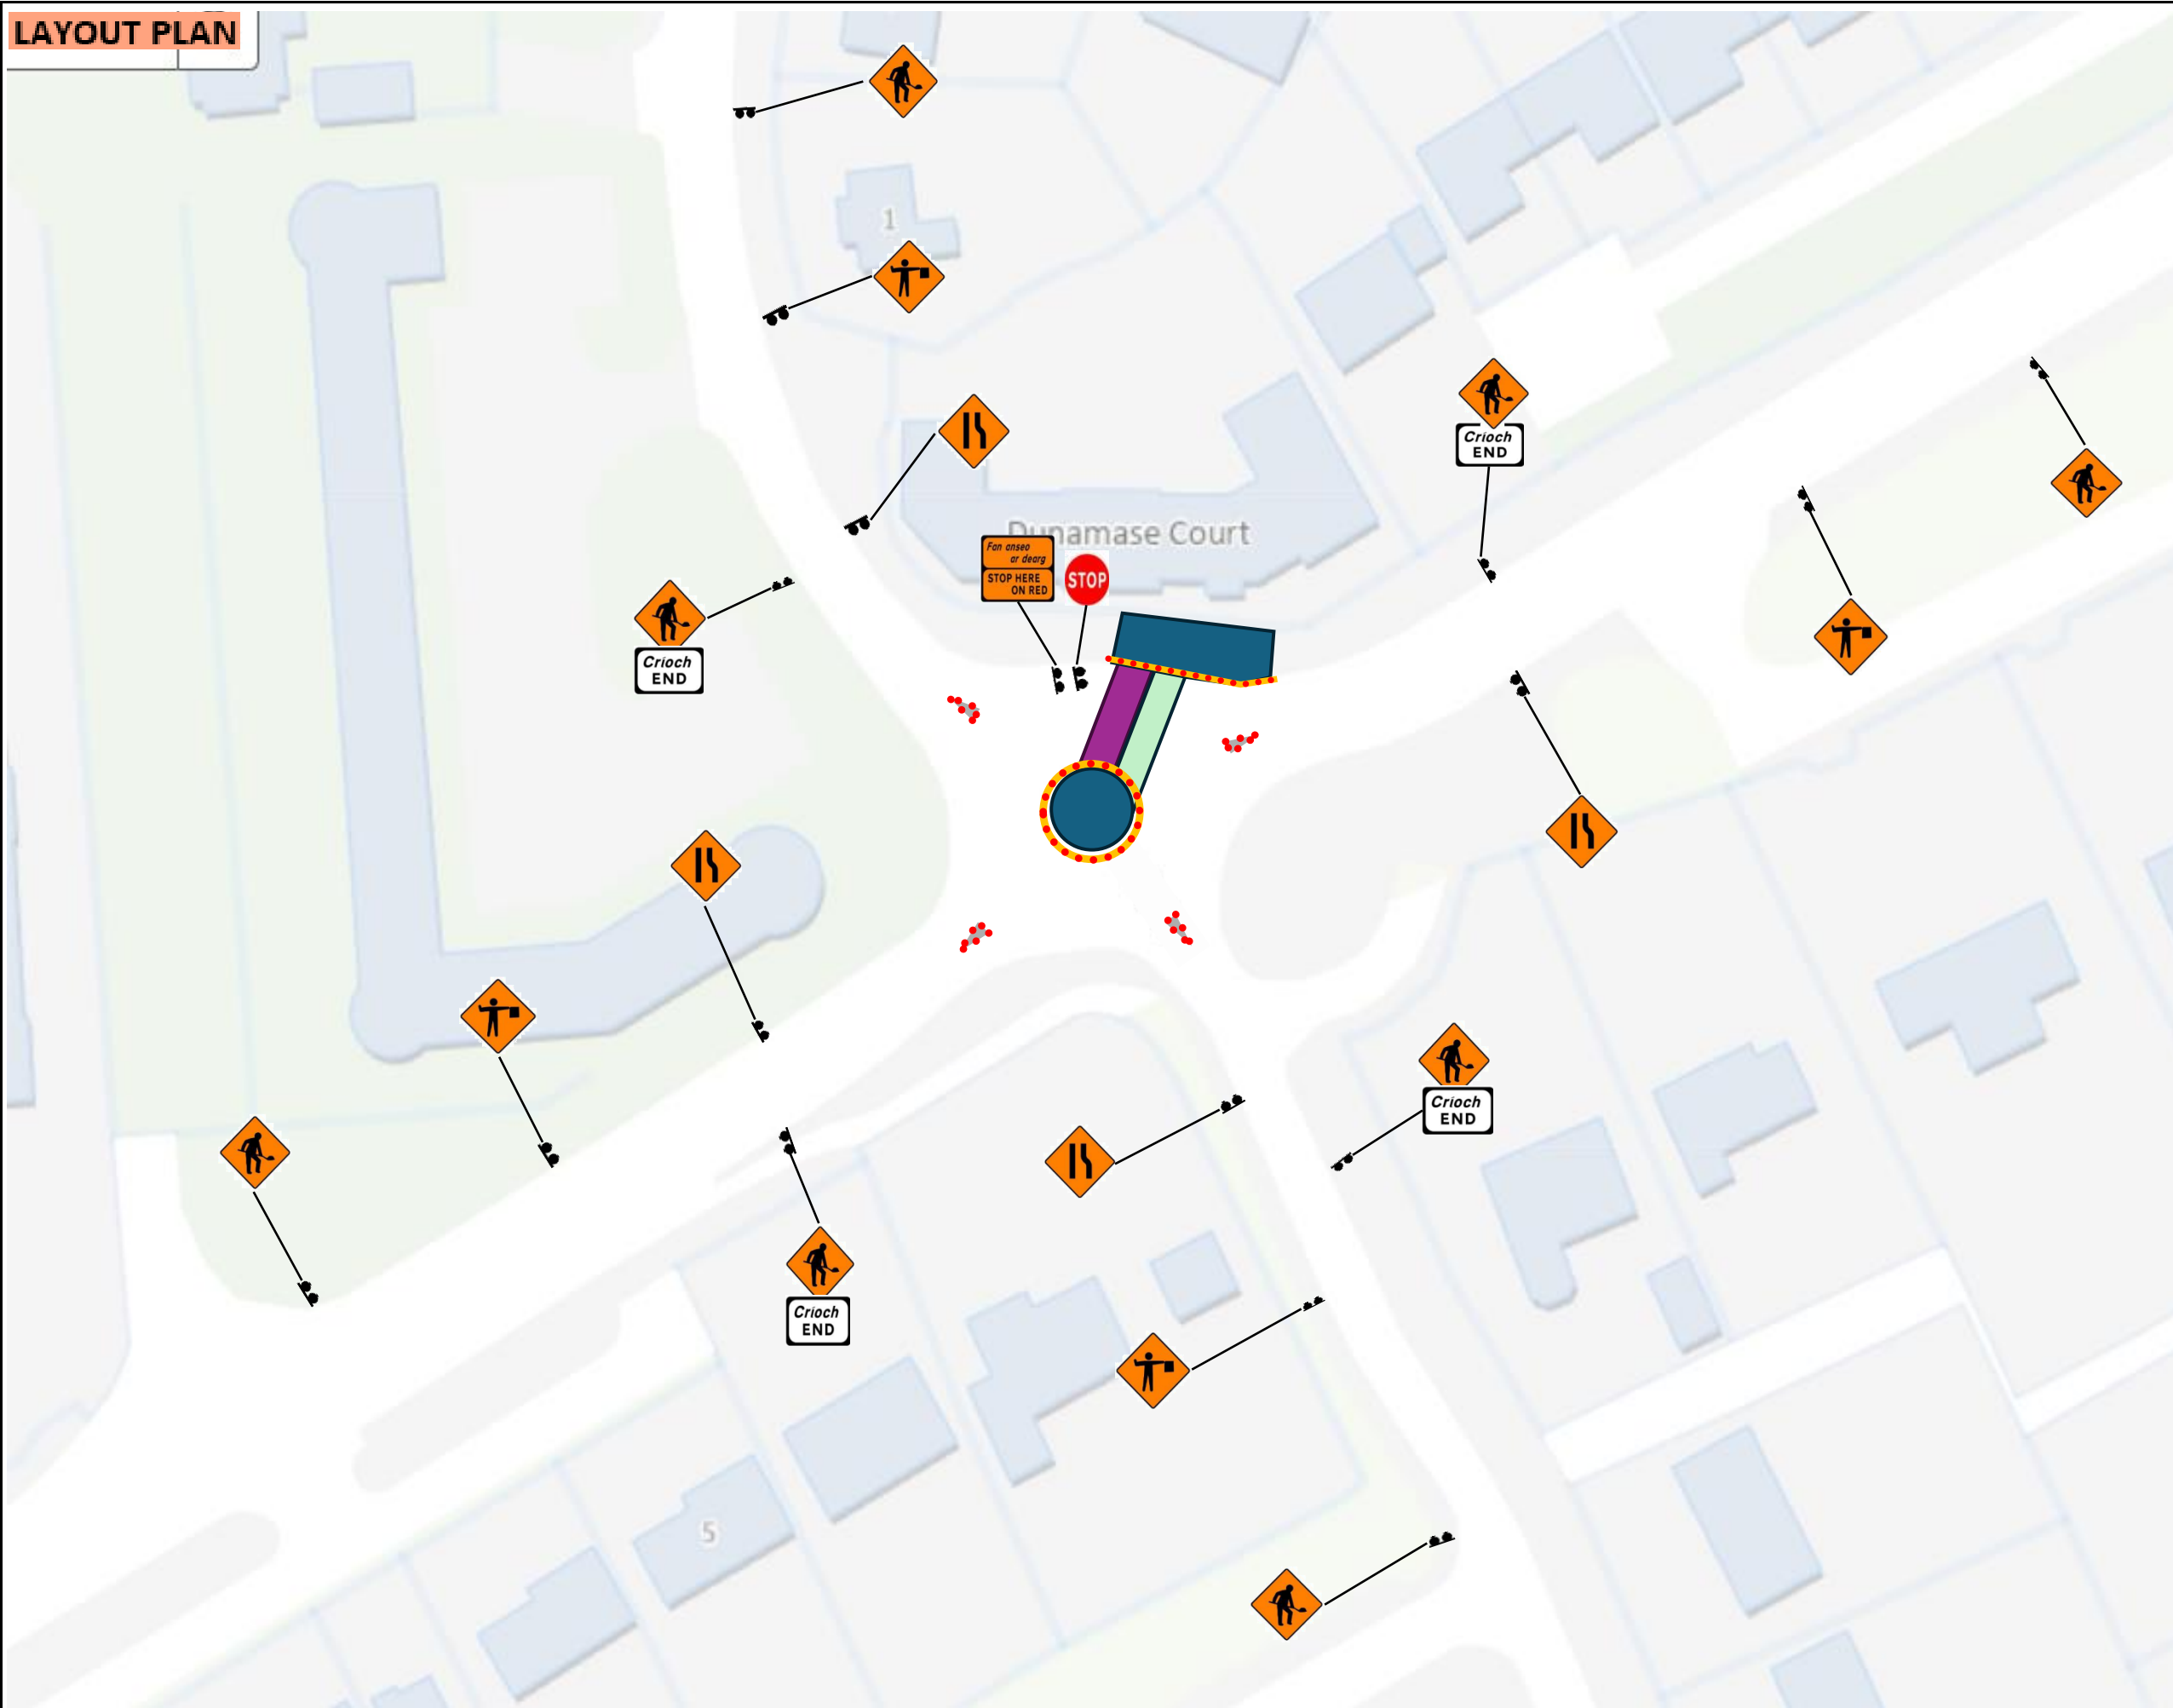 LAYOUT PLAN
1
Crioch
END
Dunamase Court
Fan anseo
ar dearg
STOP HERE
ON RED
STOP
Crioch
END
Crioch
END
Crioch
END
5